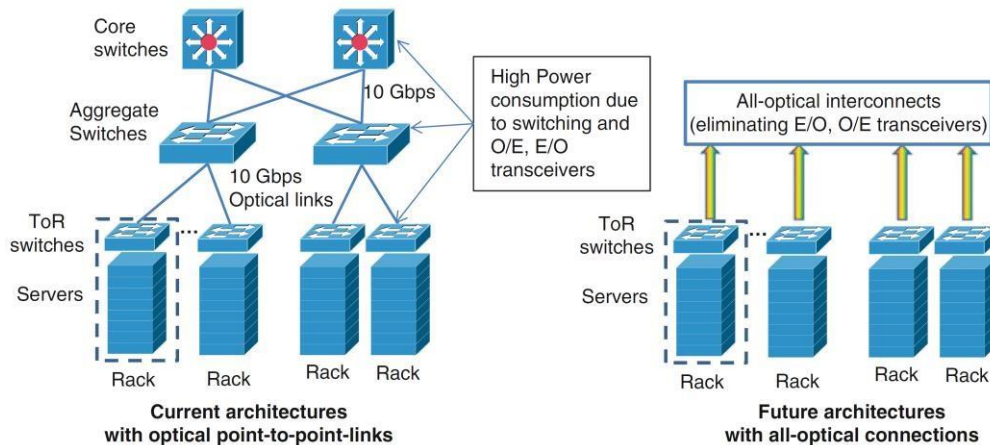 Core
switches
10 Gbps
Aggregate
Switches
10 Gbps
Optical links
ToR
switches
...
Servers
Rack
Rack
Rack
Rack
Current architectures
with optical point-to-point-links
High Power
consumption due
to switching and
O/E, E/O
transceivers
All-optical interconnects
(eliminating E/O, O/E transceivers)
ToR
switches
...
Servers
Rack
Rack
Rack
Rack
Future architectures
with all-optical connections